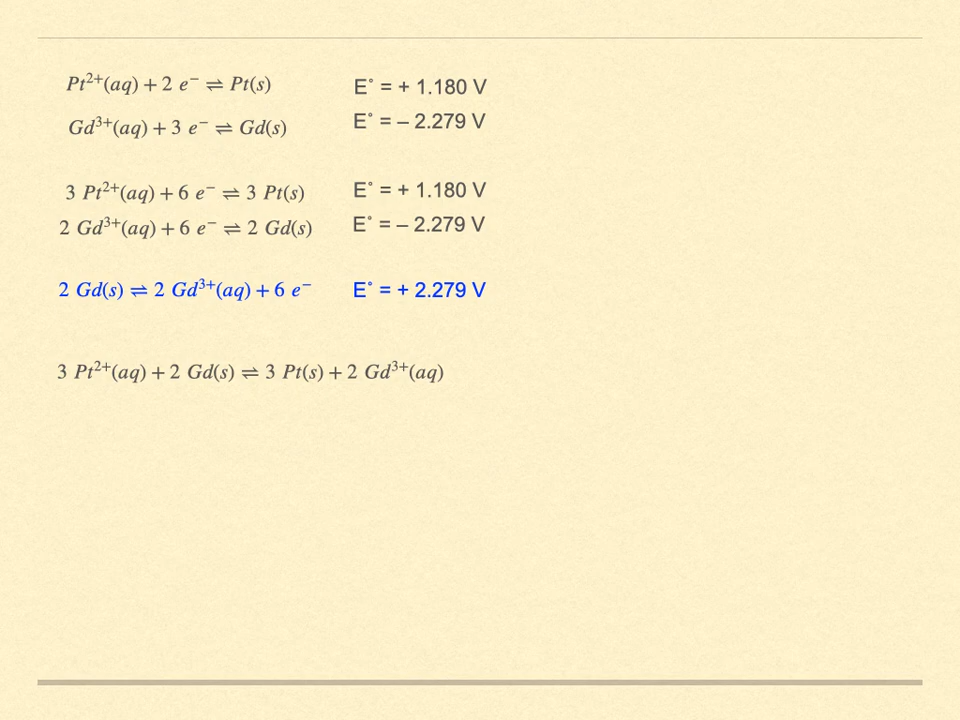 Pt²⁺(aq) + 2 e⁻ ⇌ Pt(s) E˚ = + 1.180 V
Gd³⁺(aq) + 3 e⁻ ⇌ Gd(s) E˚ = – 2.279 V
3 Pt²⁺(aq) + 6 e⁻ ⇌ 3 Pt(s) E˚ = + 1.180 V
2 Gd³⁺(aq) + 6 e⁻ ⇌ 2 Gd(s) E˚ = – 2.279 V
2 Gd(s) ⇌ 2 Gd³⁺(aq) + 6 e⁻ E˚ = + 2.279 V
3 Pt²⁺(aq) + 2 Gd(s) ⇌ 3 Pt(s) + 2 Gd³⁺(aq)